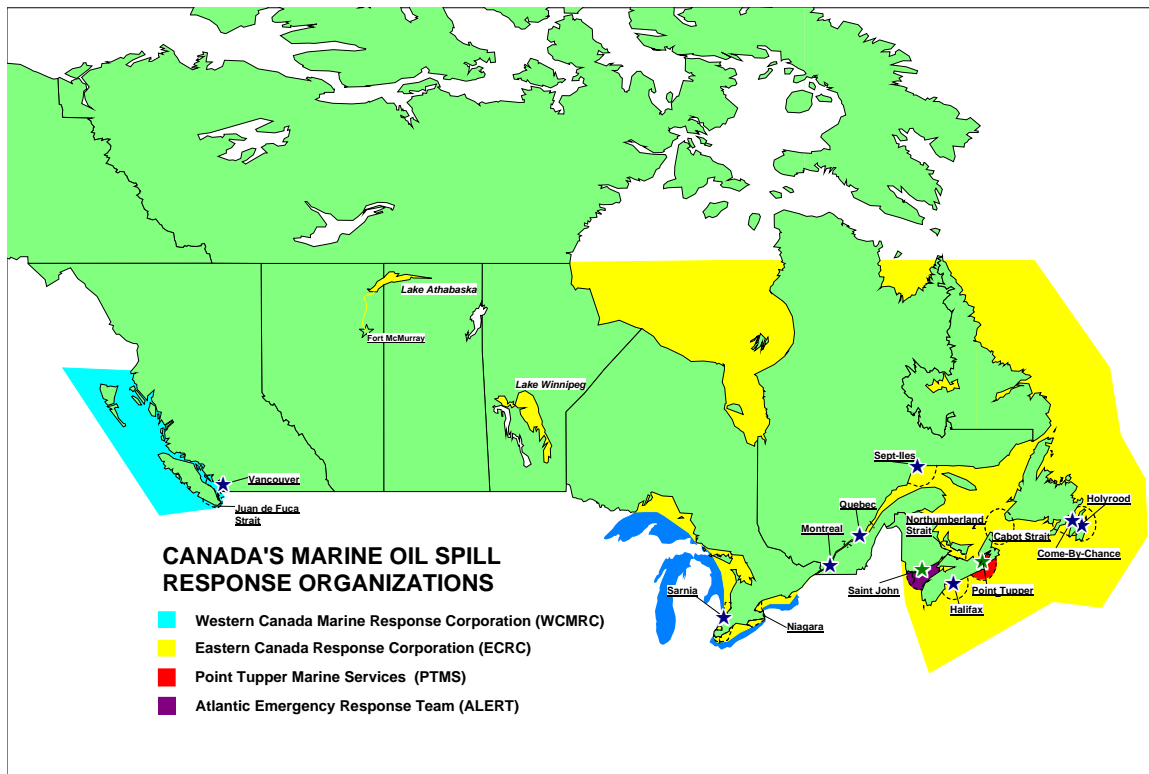 Lake Athabaska
Fort McMurray
Lake Winnipeg
Sept-Iles
Vancouver
Juan de Fuca
Strait
Quebec
Montreal
Northumberland
Strait
Holyrood
Cabot Strait
Come-By-Chance
CANADA'S MARINE OIL SPILL
RESPONSE ORGANIZATIONS
Sarnia
Saint John
Point Tupper
Halifax
Niagara
Western Canada Marine Response Corporation (WCMRC)
Eastern Canada Response Corporation (ECRC)
Point Tupper Marine Services (PTMS)
Atlantic Emergency Response Team (ALERT)